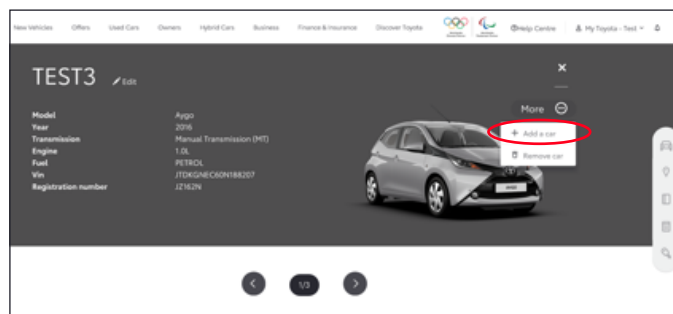 New Vehicles Offers Used Cars Owners Hybrid Cars Business Finance & Insurance Discover Toyota Help Centre My Toyota - Test
TEST3 Edit
More
Add a car
Remove car
Model Aygo
Year 2016
Transmission Manual Transmission (MT)
Engine 1.0L
Fuel PETROL
Vin JTDKGNEC60N188207
Registration number JZ162N
1/3